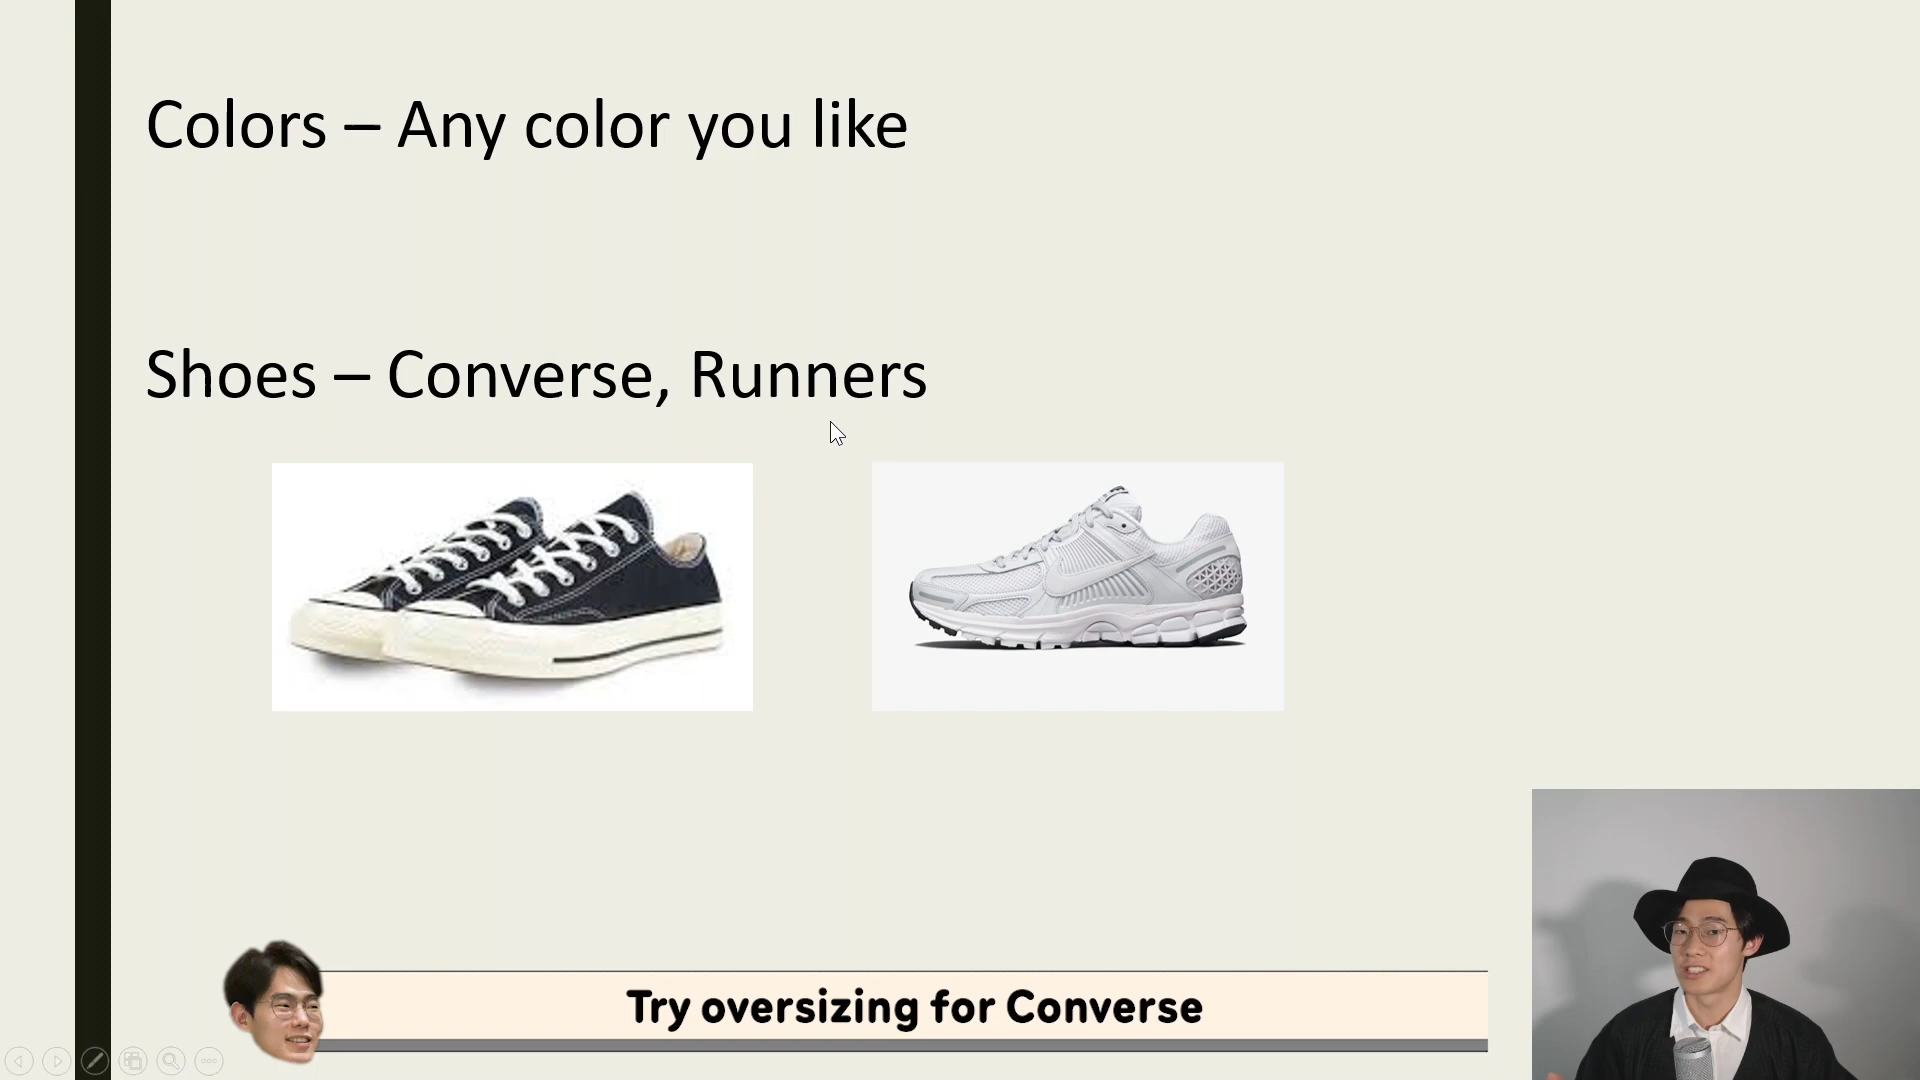 Colors – Any color you like
Shoes – Converse, Runners
Try oversizing for Converse